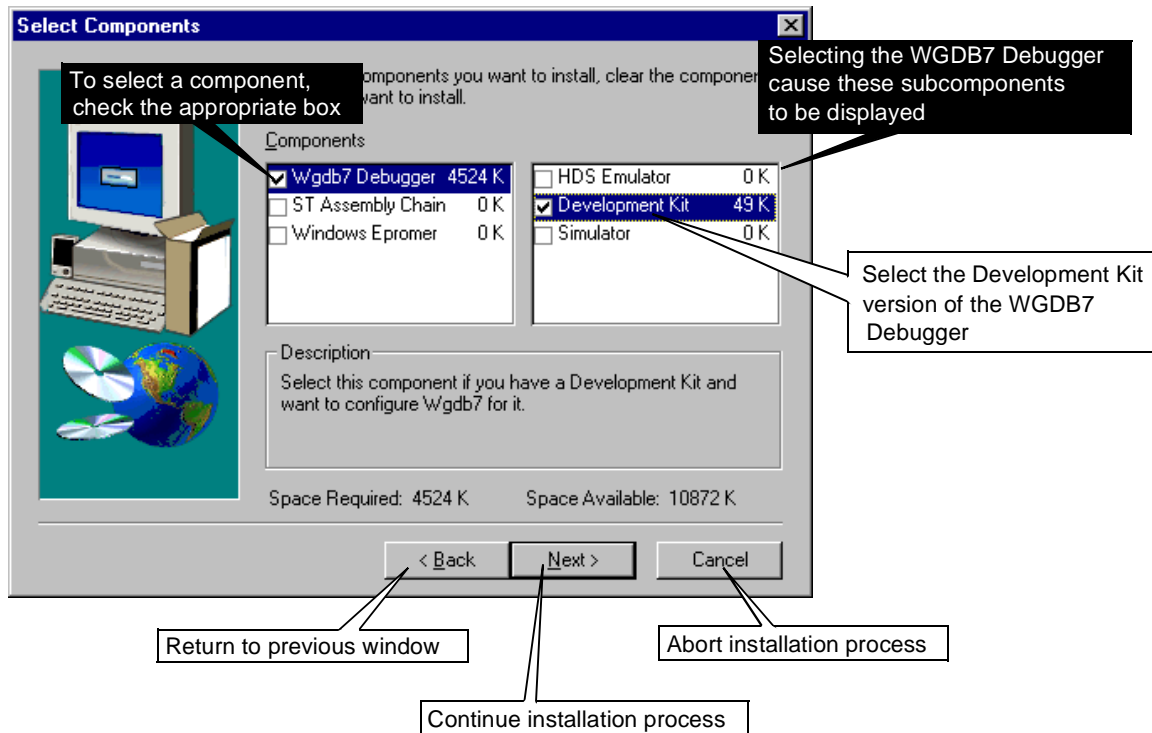 Select Components
To select a component,
check the appropriate box
omponents you want to install, clear the componen
want to install.
Selecting the WGDB7 Debugger
cause these subcomponents
to be displayed
Components
Wgdb7 Debugger 4524 K
ST Assembly Chain 0 K
Windows Epromer 0 K
HDS Emulator 0 K
Development Kit 49 K
Simulator 0 K
Select the Development Kit
version of the WGDB7
Debugger
Description
Select this component if you have a Development Kit and
want to configure Wgdb7 for it.
Space Required: 4524 K Space Available: 10872 K
< Back Next > Cancel
Return to previous window
Abort installation process
Continue installation process